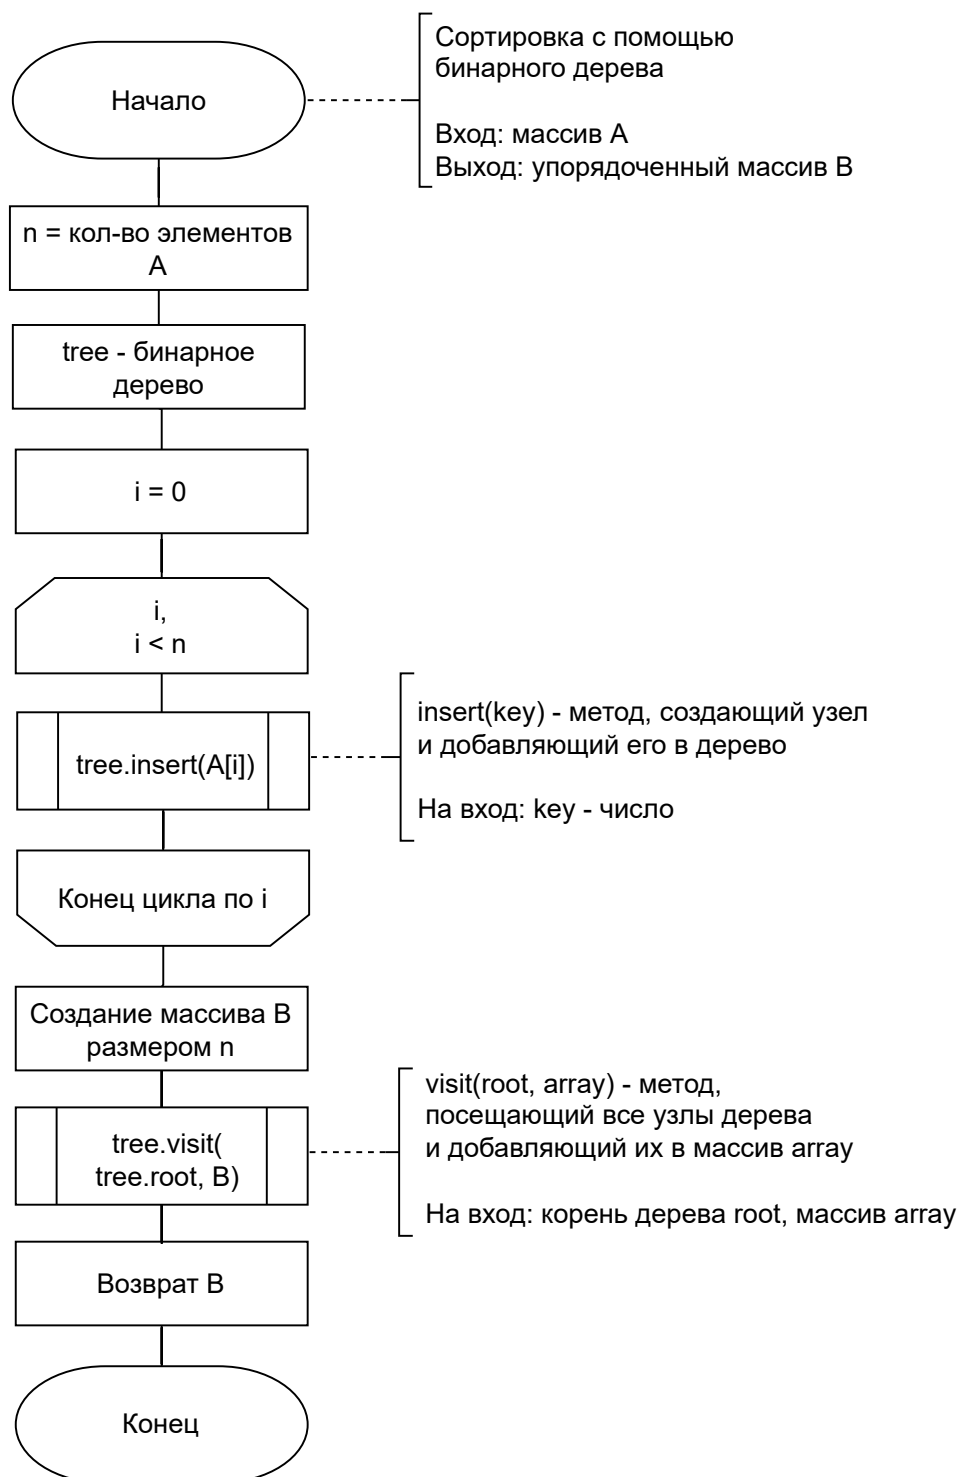 Начало
Сортировка с помощью
бинарного дерева
Вход: массив A
Выход: упорядоченный массив B
n = кол-во элементов
A
tree - бинарное
дерево
i = 0
i,
i < n
tree.insert(A[i])
insert(key) - метод, создающий узел
и добавляющий его в дерево
На вход: key - число
Конец цикла по i
Создание массива B
размером n
tree.visit(
tree.root, B)
visit(root, array) - метод,
посещающий все узлы дерева
и добавляющий их в массив array
На вход: корень дерева root, массив array
Возврат B
Конец